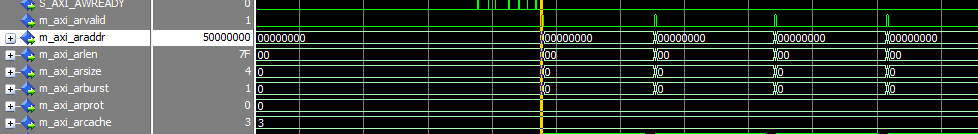 S_AXI_AWREADY 0
m_axi_arvalid 1
m_axi_araddr 50000000 00000000 00000000 00000000 00000000 00000000
m_axi_arlen 7F 00 00 00 00 00
m_axi_arsize 4 0 0 0 0 0
m_axi_arburst 1 0 0 0 0 0
m_axi_arprot 0 0
m_axi_arcache 3 3